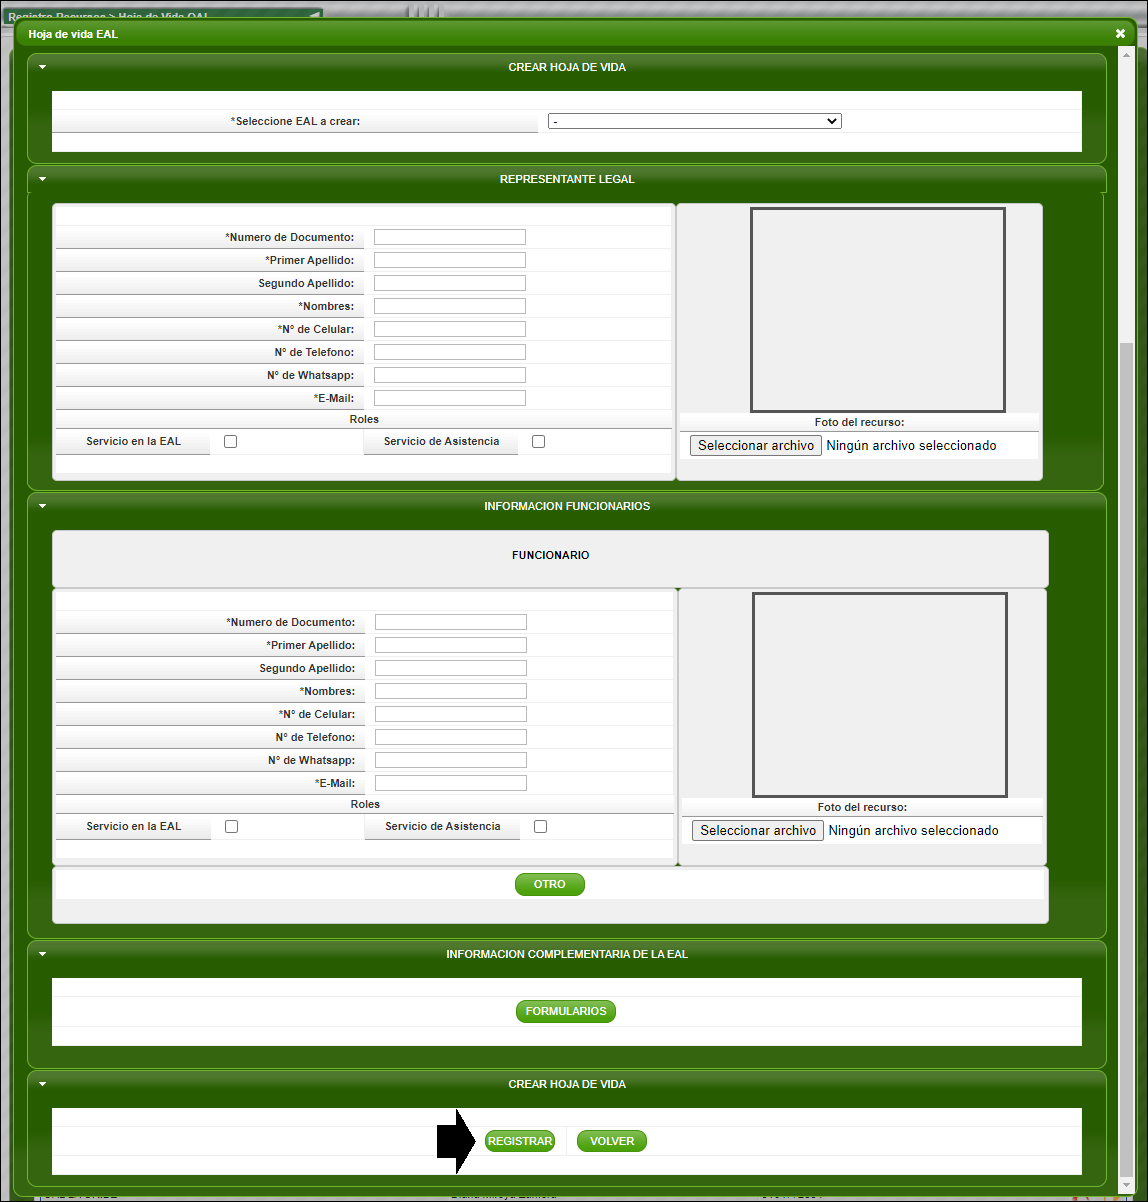 Registro Recursos > Hoja de Vida OAL
Hoja de vida EAL
CREAR HOJA DE VIDA
*Seleccione EAL a crear: -
REPRESENTANTE LEGAL
*Numero de Documento:
*Primer Apellido:
Segundo Apellido:
*Nombres:
*N° de Celular:
N° de Telefono:
N° de Whatsapp:
*E-Mail:
Roles
Servicio en la EAL Servicio de Asistencia
Foto del recurso:
Seleccionar archivo Ningún archivo seleccionado
INFORMACION FUNCIONARIOS
FUNCIONARIO
*Numero de Documento:
*Primer Apellido:
Segundo Apellido:
*Nombres:
*N° de Celular:
N° de Telefono:
N° de Whatsapp:
*E-Mail:
Roles
Servicio en la EAL Servicio de Asistencia
Foto del recurso:
Seleccionar archivo Ningún archivo seleccionado
OTRO
INFORMACION COMPLEMENTARIA DE LA EAL
FORMULARIOS
CREAR HOJA DE VIDA
REGISTRAR VOLVER